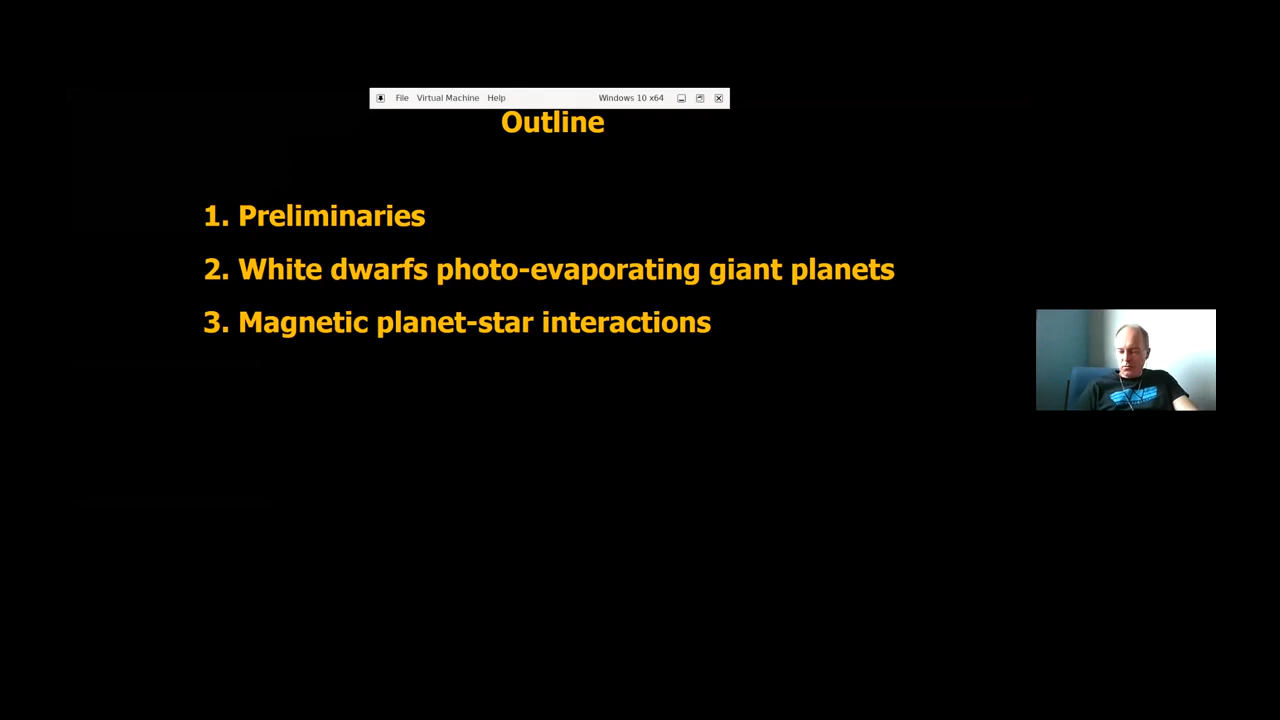 File Virtual Machine Help Windows 10 x64
Outline
1. Preliminaries
2. White dwarfs photo-evaporating giant planets
3. Magnetic planet-star interactions